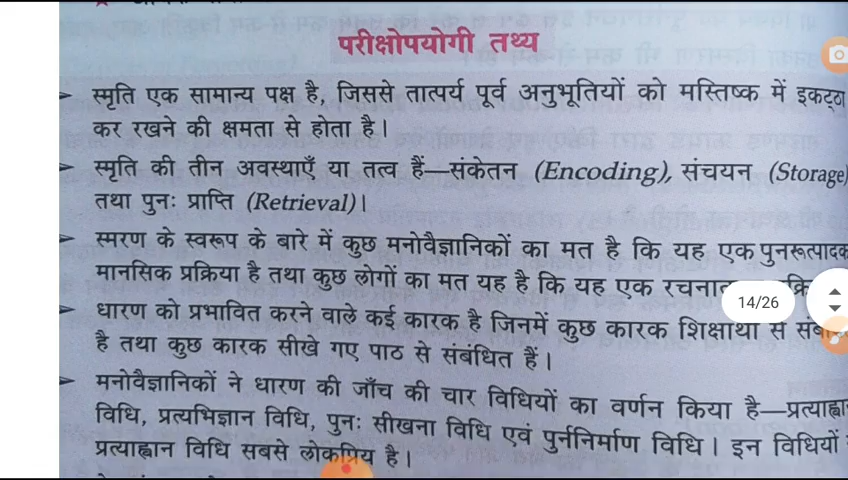 परीक्षोपयोगी तथ्य
➤ स्मृति एक सामान्य पक्ष है, जिससे तात्पर्य पूर्व अनुभूतियों को मस्तिष्क में इकट्ठा
कर रखने की क्षमता से होता है।
➤ स्मृति की तीन अवस्थाएँ या तत्व हैं—संकेतन (Encoding), संचयन (Storage)
तथा पुनः प्राप्ति (Retrieval)।
➤ स्मरण के स्वरूप के बारे में कुछ मनोवैज्ञानिकों का मत है कि यह एक पुनरूत्पादक
मानसिक प्रक्रिया है तथा कुछ लोगों का मत यह है कि यह एक
14/26
➤ धारण को प्रभावित करने वाले कई कारक है जिनमें कुछ कारक शिक्षार्थी से
है तथा कुछ कारक सीखे गए पाठ से संबंधित हैं।
➤ मनोवैज्ञानिकों ने धारण की जाँच की चार विधियों का वर्णन किया है—प्रत्याह्वान
विधि, प्रत्यभिज्ञान विधि, पुनः सीखना विधि एवं पुर्ननिर्माण विधि। इन विधियों
प्रत्याह्वान विधि सबसे लोकप्रिय है।